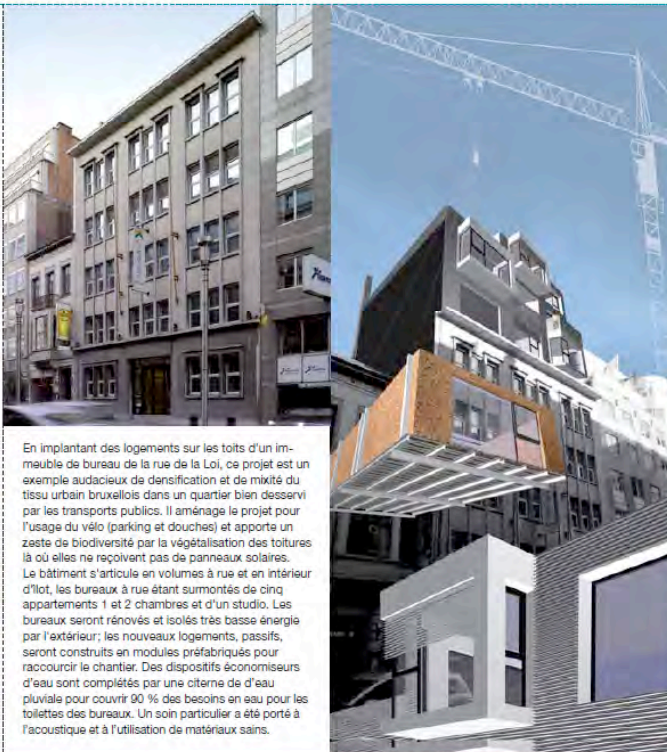 En implantant des logements sur les toits d'un im-
meuble de bureau de la rue de la Loi, ce projet est un
exemple audacieux de densification et de mixité du
tissu urbain bruxellois dans un quartier bien desservi
par les transports publics. Il aménage le projet pour
l'usage du vélo (parking et douches) et apporte un
zeste de biodiversité par la végétalisation des toitures
là où elles ne reçoivent pas de panneaux solaires.
Le bâtiment s'articule en volumes à rue et en intérieur
d'îlot, les bureaux à rue étant surmontés de cinq
appartements 1 et 2 chambres et d'un studio. Les
bureaux seront rénovés et isolés très basse énergie
par l'extérieur; les nouveaux logements, passifs,
seront construits en modules préfabriqués pour
raccourcir le chantier. Des dispositifs économiseurs
d'eau sont complétés par une citerne de d'eau
pluviale pour couvrir 90 % des besoins en eau pour les
toilettes des bureaux. Un soin particulier a été porté à
l'acoustique et à l'utilisation de matériaux sains.